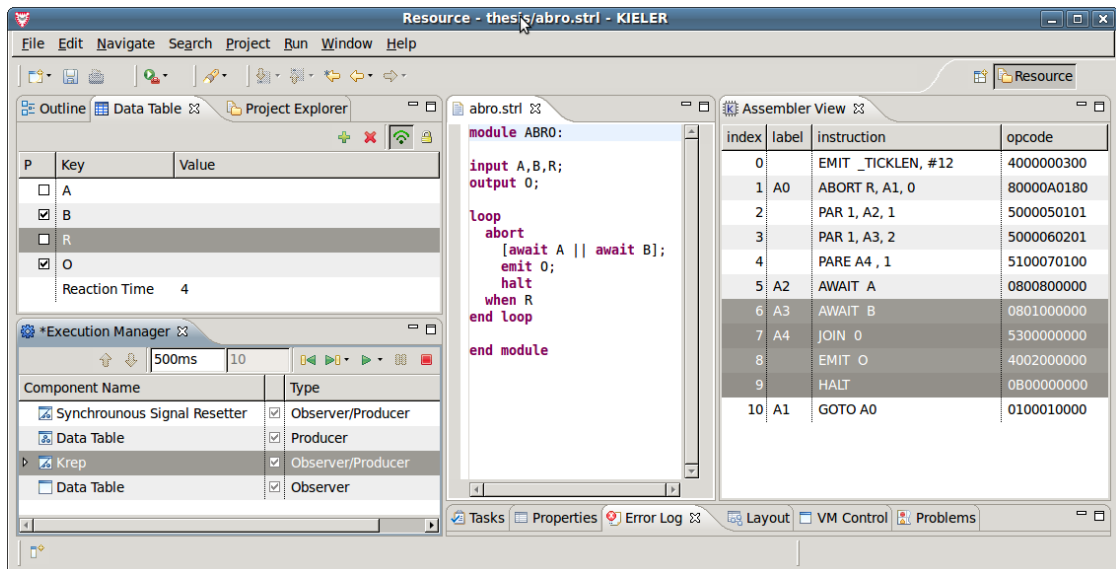 Resource - thesis/abro.strl - KIELER
File Edit Navigate Search Project Run Window Help
Resource
Outline Data Table Project Explorer
P Key Value
A
B
R
O
Reaction Time 4
*Execution Manager
500ms 10
Component Name Type
Synchrounous Signal Resetter Observer/Producer
Data Table Producer
Krep Observer/Producer
Data Table Observer
abro.strl
module ABRO:
input A,B,R;
output O;
loop
abort
[await A || await B];
emit O;
halt
when R
end loop
end module
Assembler View
index label instruction opcode
0 EMIT _TICKLEN, #12 4000000300
1 A0 ABORT R, A1, 0 80000A0180
2 PAR 1, A2, 1 5000050101
3 PAR 1, A3, 2 5000060201
4 PARE A4 , 1 5100070100
5 A2 AWAIT A 0800800000
6 A3 AWAIT B 0801000000
7 A4 JOIN 0 5300000000
8 EMIT O 4002000000
9 HALT 0B00000000
10 A1 GOTO A0 0100010000
Tasks Properties Error Log Layout VM Control Problems